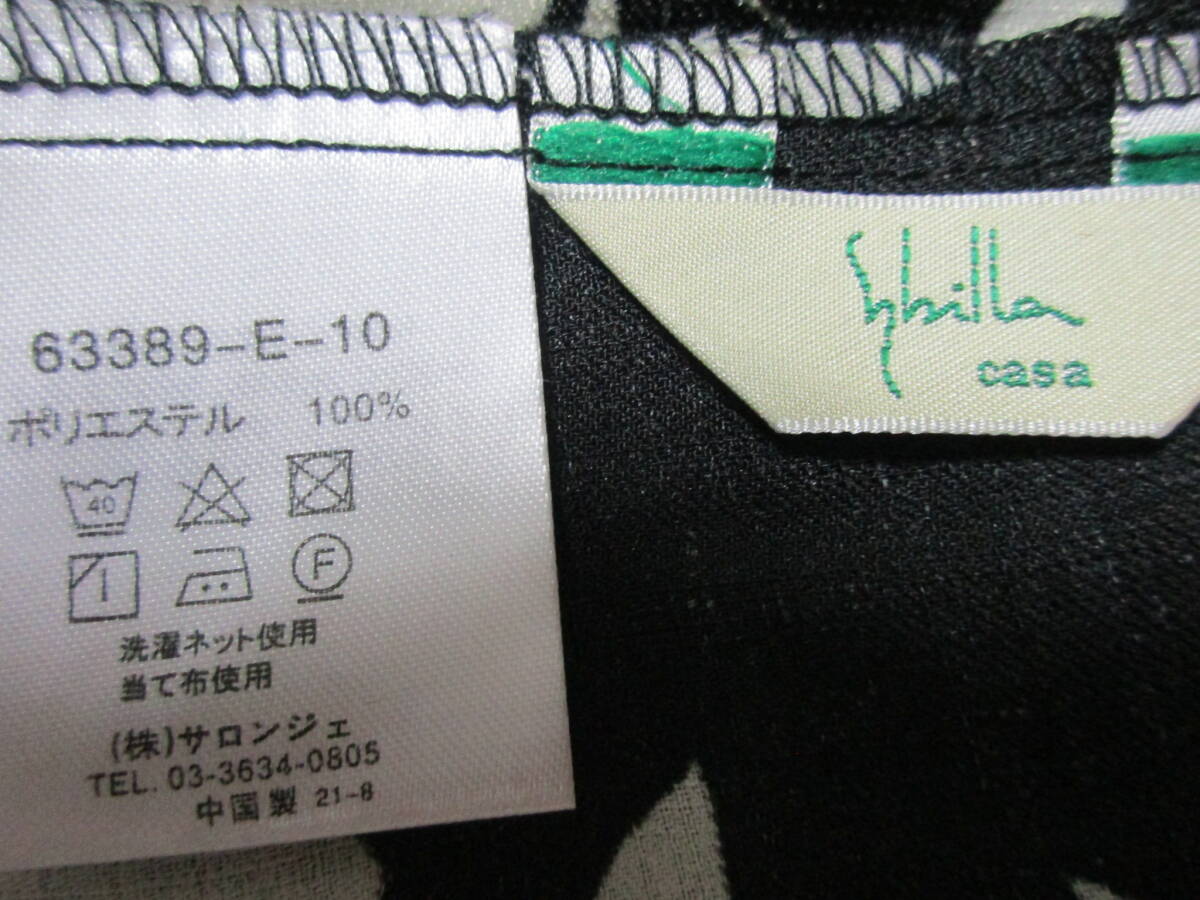 63389-E-10
ポリエステル 100%
40
F
洗濯ネット使用
当て布使用
(株)サロンジェ
TEL. 03-3634-0805
中国製 21-8
Sybilla
casa